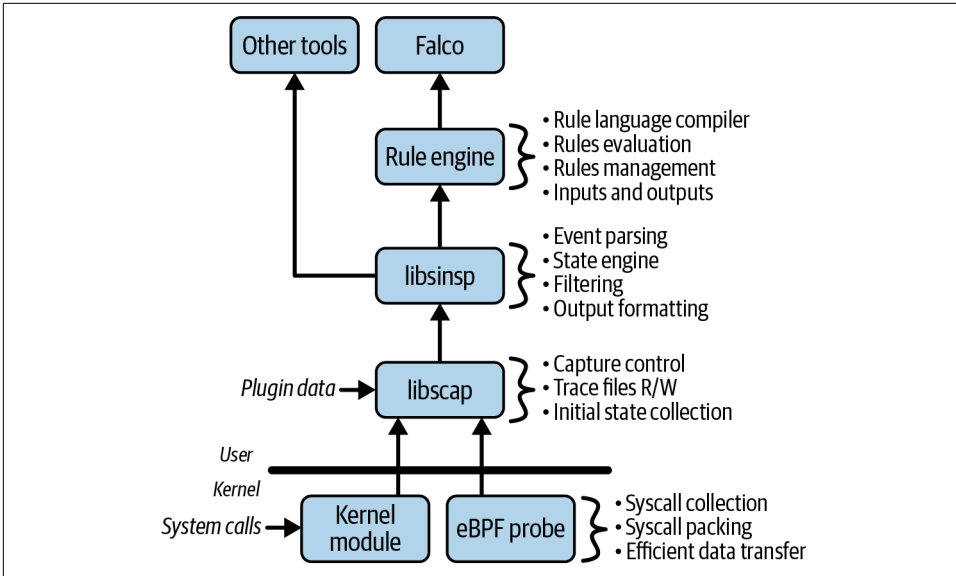 Other tools
Falco
Rule engine
• Rule language compiler
• Rules evaluation
• Rules management
• Inputs and outputs
libsinsp
• Event parsing
• State engine
• Filtering
• Output formatting
Plugin data
libscap
• Capture control
• Trace files R/W
• Initial state collection
User
Kernel
System calls
Kernel
module
eBPF probe
• Syscall collection
• Syscall packing
• Efficient data transfer